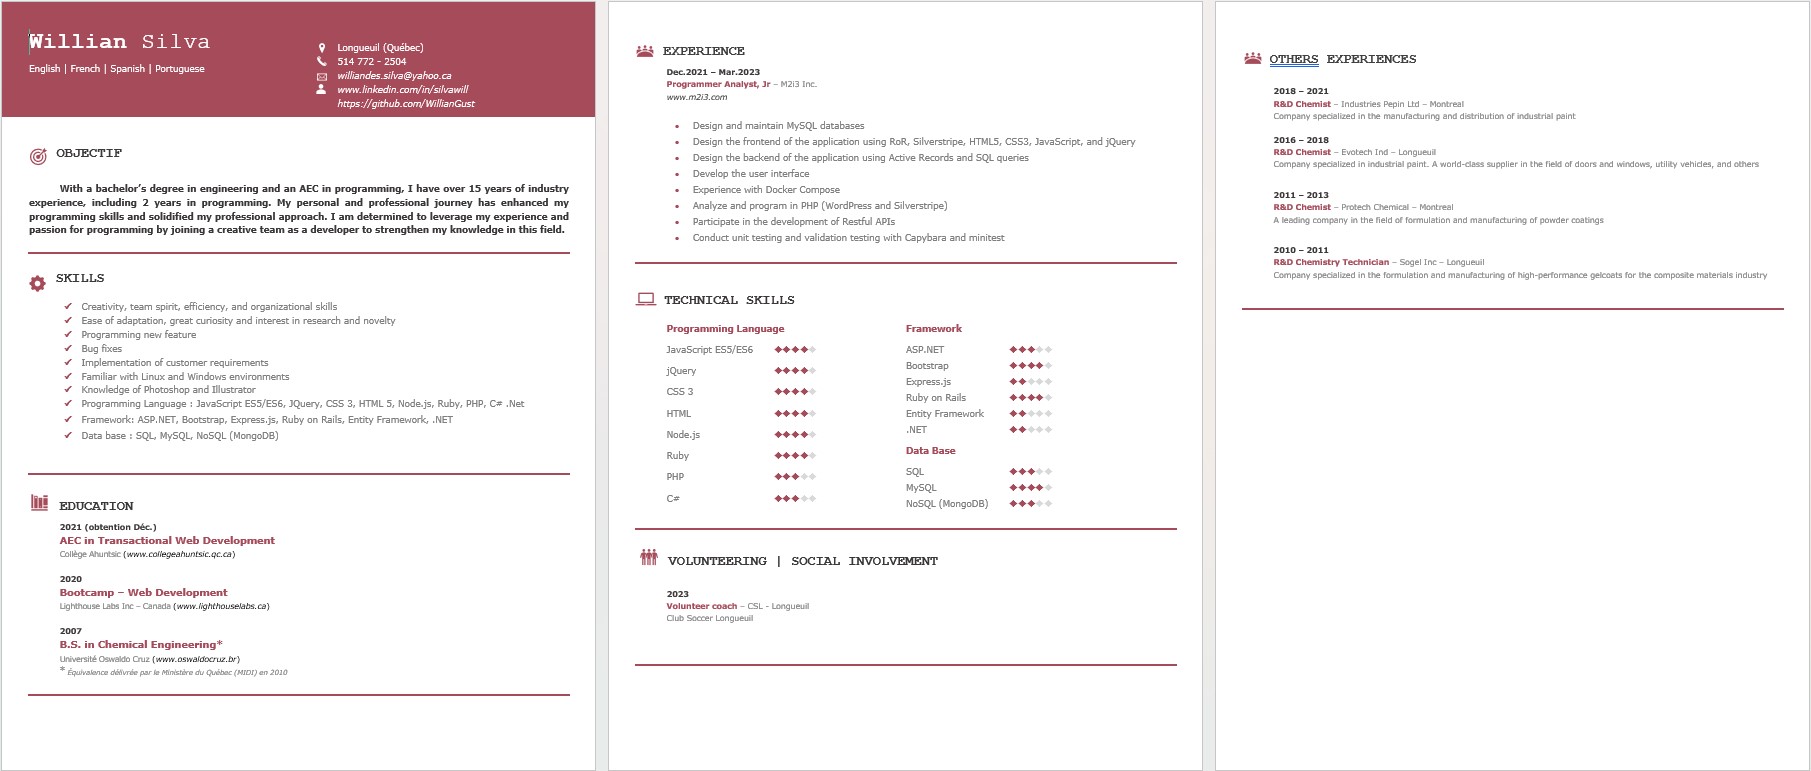 Willian Silva
English | French | Spanish | Portuguese
Longueuil (Québec)
514 772 - 2504
williandes.silva@yahoo.ca
www.linkedin.com/in/silvawill
https://github.com/WillianGust
OBJECTIF
With a bachelor's degree in engineering and an AEC in programming, I have over 15 years of industry
experience, including 2 years in programming. My personal and professional journey has enhanced my
programming skills and solidified my professional approach. I am determined to leverage my experience and
passion for programming by joining a creative team as a developer to strengthen my knowledge in this field.
SKILLS
✔ Creativity, team spirit, efficiency, and organizational skills
✔ Ease of adaptation, great curiosity and interest in research and novelty
✔ Programming new feature
✔ Bug fixes
✔ Implementation of customer requirements
✔ Familiar with Linux and Windows environments
✔ Knowledge of Photoshop and Illustrator
✔ Programming Language : JavaScript ES5/ES6, JQuery, CSS 3, HTML 5, Node.js, Ruby, PHP, C# .Net
✔ Framework: ASP.NET, Bootstrap, Express.js, Ruby on Rails, Entity Framework, .NET
✔ Data base : SQL, MySQL, NoSQL (MongoDB)
EDUCATION
2021 (obtention Déc.)
AEC in Transactional Web Development
Collège Ahuntsic (www.collegeahuntsic.qc.ca)
2020
Bootcamp – Web Development
Lighthouse Labs Inc – Canada (www.lighthouselabs.ca)
2007
B.S. in Chemical Engineering*
Université Oswaldo Cruz (www.oswaldocruz.br)
* Équivalence délivrée par le Ministère du Québec (MIDI) en 2010
EXPERIENCE
Dec.2021 – Mar.2023
Programmer Analyst, Jr – M2i3 Inc.
www.m2i3.com
• Design and maintain MySQL databases
• Design the frontend of the application using RoR, Silverstripe, HTML5, CSS3, JavaScript, and jQuery
• Design the backend of the application using Active Records and SQL queries
• Develop the user interface
• Experience with Docker Compose
• Analyze and program in PHP (WordPress and Silverstripe)
• Participate in the development of Restful APIs
• Conduct unit testing and validation testing with Capybara and minitest
TECHNICAL SKILLS
Programming Language
JavaScript ES5/ES6
jQuery
CSS 3
HTML
Node.js
Ruby
PHP
C#
Framework
ASP.NET
Bootstrap
Express.js
Ruby on Rails
Entity Framework
.NET
Data Base
SQL
MySQL
NoSQL (MongoDB)
VOLUNTEERING | SOCIAL INVOLVEMENT
2023
Volunteer coach – CSL - Longueuil
Club Soccer Longueuil
OTHERS EXPERIENCES
2018 – 2021
R&D Chemist – Industries Pepin Ltd – Montreal
Company specialized in the manufacturing and distribution of industrial paint
2016 – 2018
R&D Chemist – Evotech Ind – Longueuil
Company specialized in industrial paint. A world-class supplier in the field of doors and windows, utility vehicles, and others
2011 – 2013
R&D Chemist – Protech Chemical – Montreal
A leading company in the field of formulation and manufacturing of powder coatings
2010 – 2011
R&D Chemistry Technician – Sogel Inc – Longueuil
Company specialized in the formulation and manufacturing of high-performance gelcoats for the composite materials industry